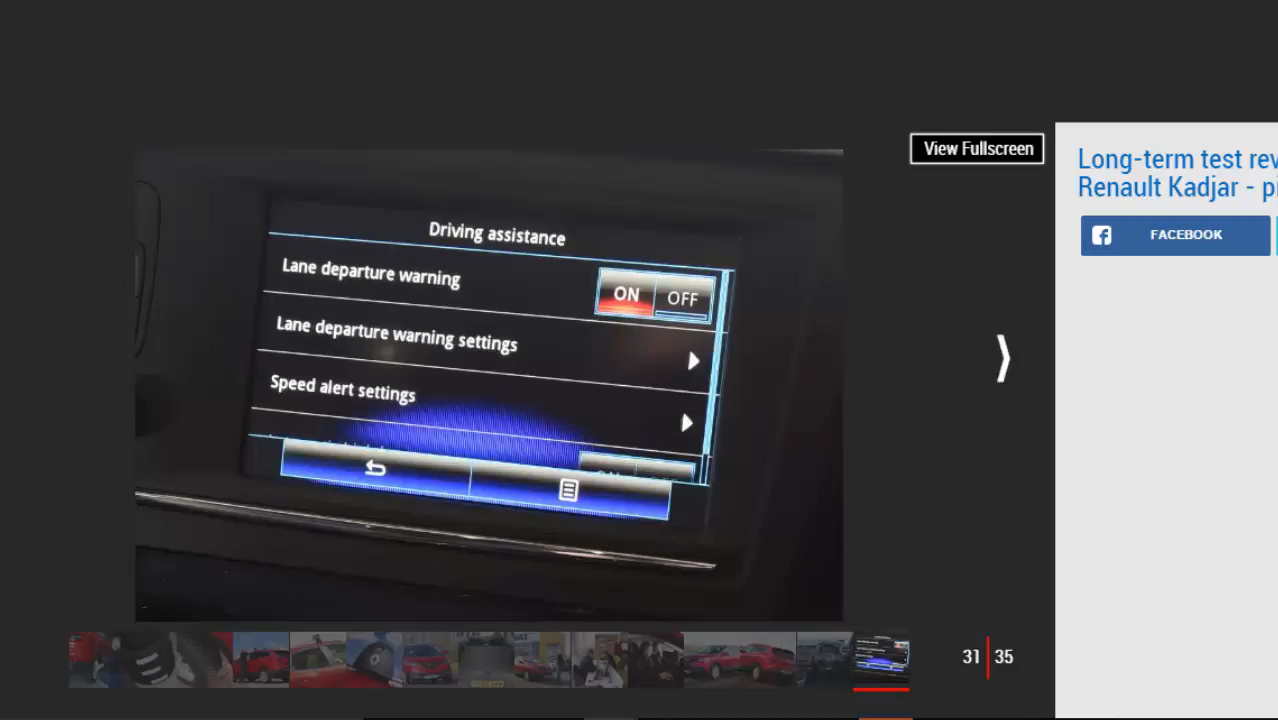 View Fullscreen
Long-term test rev
Renault Kadjar - pi
FACEBOOK
Driving assistance
Lane departure warning
ON OFF
Lane departure warning settings
Speed alert settings
31 35